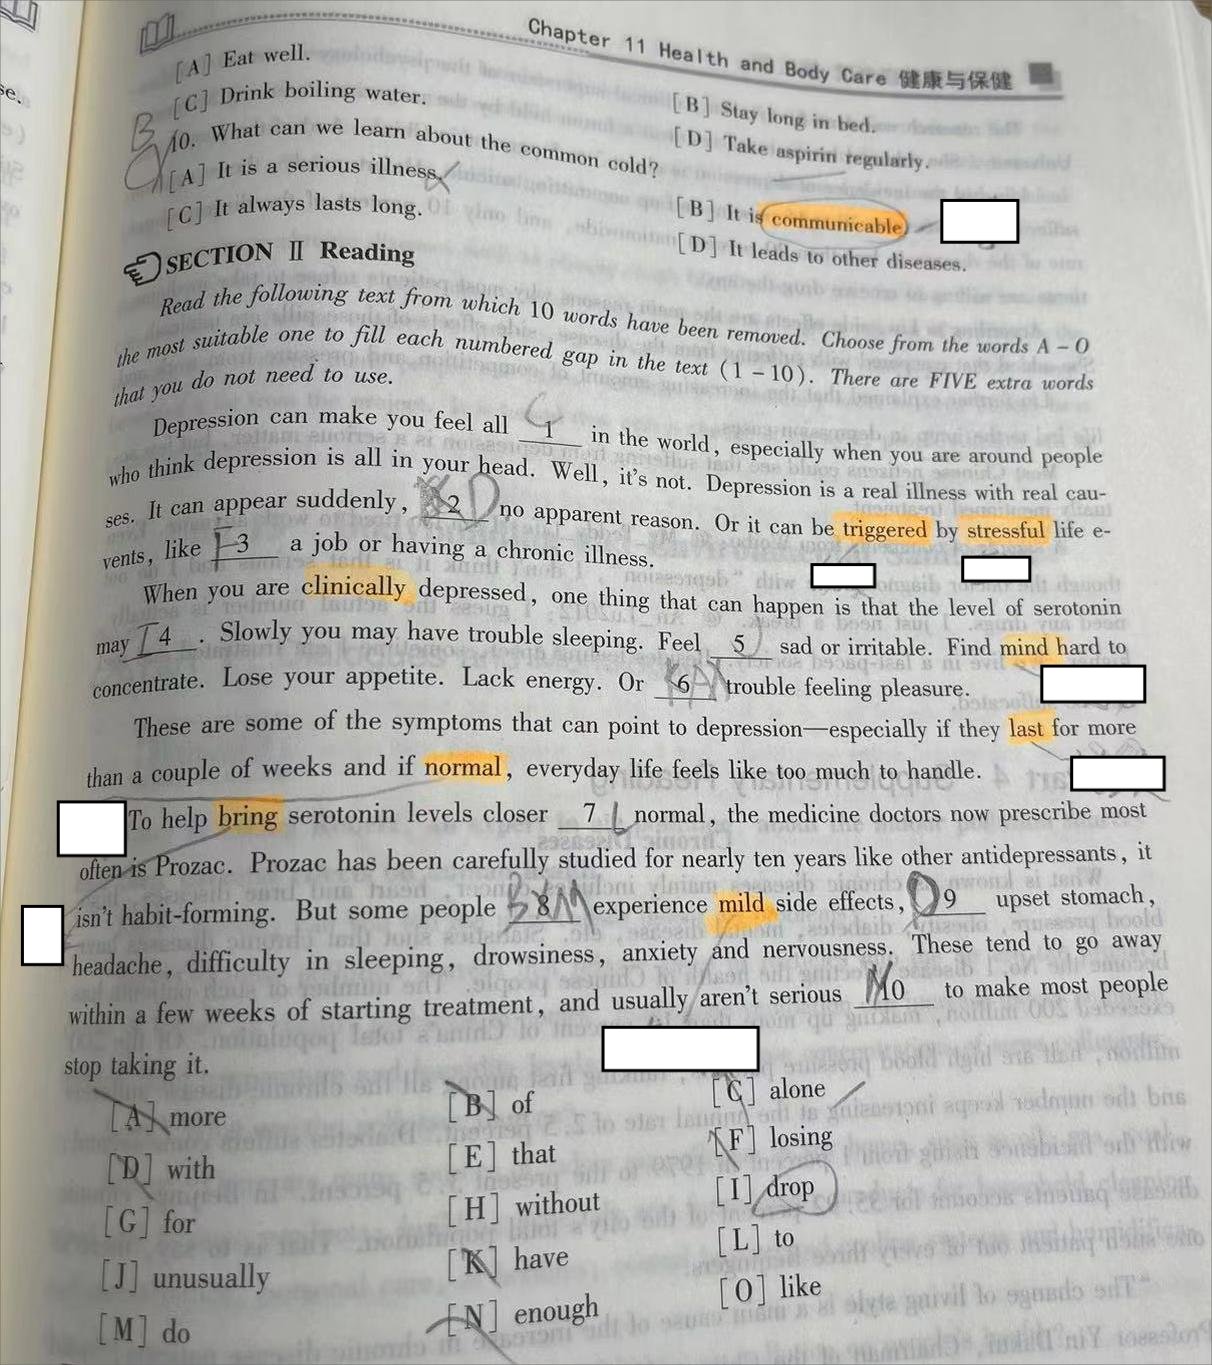 Chapter 11 Health and Body Care 健康与保健
[A] Eat well.
[B] Stay long in bed.
[C] Drink boiling water.
[D] Take aspirin regularly.
B
10. What can we learn about the common cold?
[A] It is a serious illness.
[B] It is communicable
[C] It always lasts long.
[D] It leads to other diseases.
SECTION Ⅱ Reading
Read the following text from which 10 words have been removed. Choose from the words A – O
the most suitable one to fill each numbered gap in the text (1 – 10). There are FIVE extra words
that you do not need to use.
Depression can make you feel all C 1 in the world, especially when you are around people
who think depression is all in your head. Well, it's not. Depression is a real illness with real cau-
ses. It can appear suddenly, 2 D no apparent reason. Or it can be triggered by stressful life e-
vents, like F 3 a job or having a chronic illness.
When you are clinically depressed, one thing that can happen is that the level of serotonin
may I 4 . Slowly you may have trouble sleeping. Feel 5 J sad or irritable. Find mind hard to
concentrate. Lose your appetite. Lack energy. Or 6 trouble feeling pleasure.
These are some of the symptoms that can point to depression—especially if they last for more
than a couple of weeks and if normal, everyday life feels like too much to handle.
To help bring serotonin levels closer 7 L normal, the medicine doctors now prescribe most
often is Prozac. Prozac has been carefully studied for nearly ten years like other antidepressants, it
isn't habit-forming. But some people 8 M experience mild side effects, O 9 upset stomach,
headache, difficulty in sleeping, drowsiness, anxiety and nervousness. These tend to go away
within a few weeks of starting treatment, and usually aren't serious N 10 to make most people
stop taking it.
[A] more
[B] of
[C] alone
[D] with
[E] that
[F] losing
[G] for
[H] without
[I] drop
[J] unusually
[K] have
[L] to
[M] do
[N] enough
[O] like